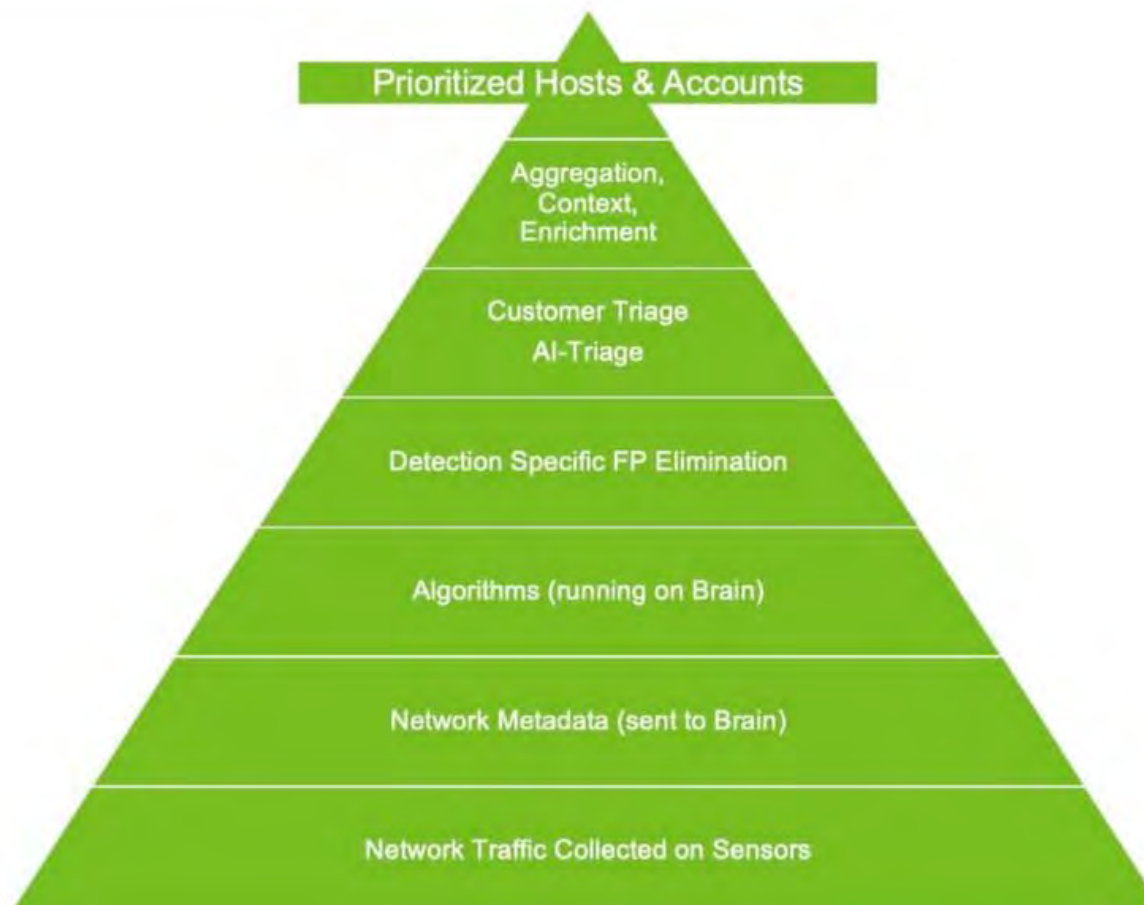 Prioritized Hosts & Accounts
Aggregation,
Context,
Enrichment
Customer Triage
AI-Triage
Detection Specific FP Elimination
Algorithms (running on Brain)
Network Metadata (sent to Brain)
Network Traffic Collected on Sensors